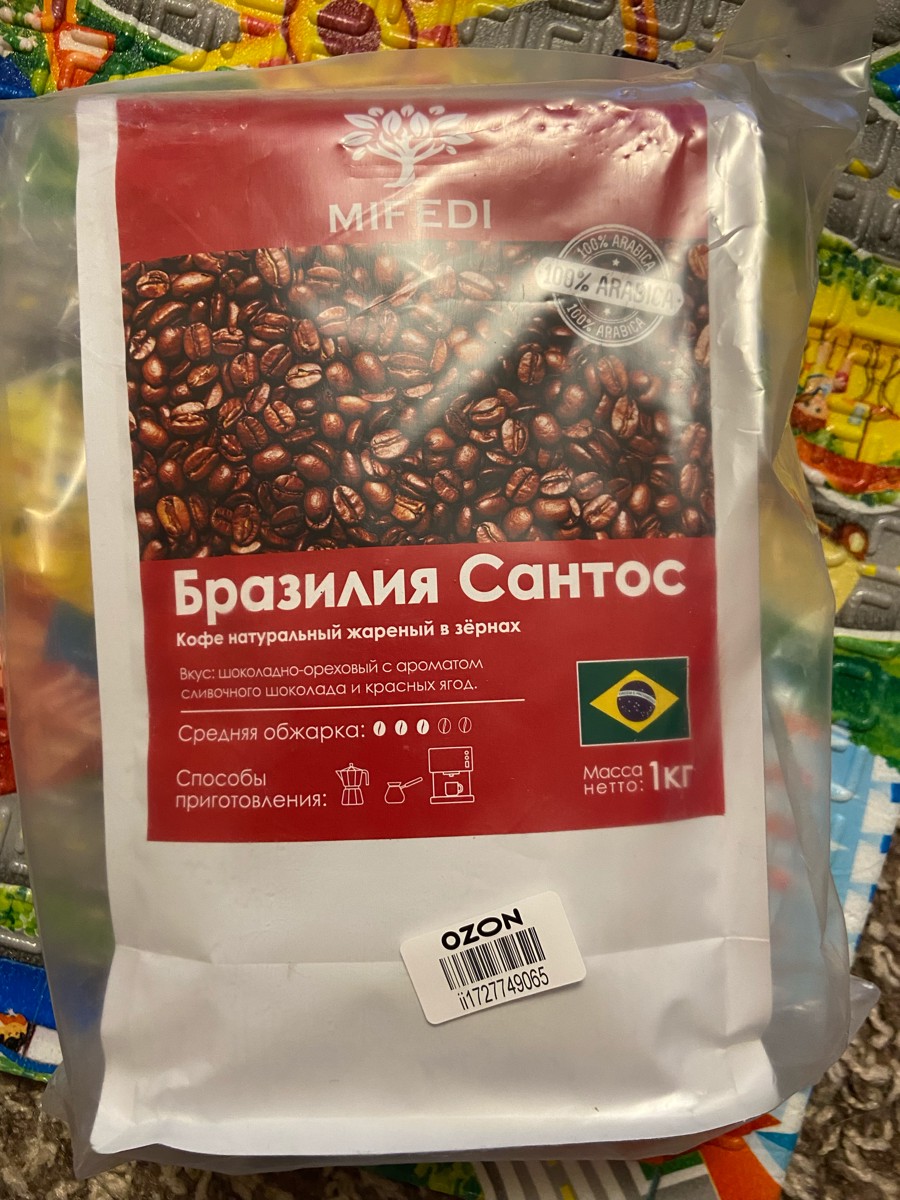 MIFEDI
100% ARABICA
100% ARABICA
100% ARABICA
Бразилия Сантос
Кофе натуральный жареный в зёрнах
Вкус: шоколадно-ореховый с ароматом
сливочного шоколада и красных ягод.
Средняя обжарка:
Способы
приготовления:
Масса
нетто: 1кг
OZON
ii1727749065